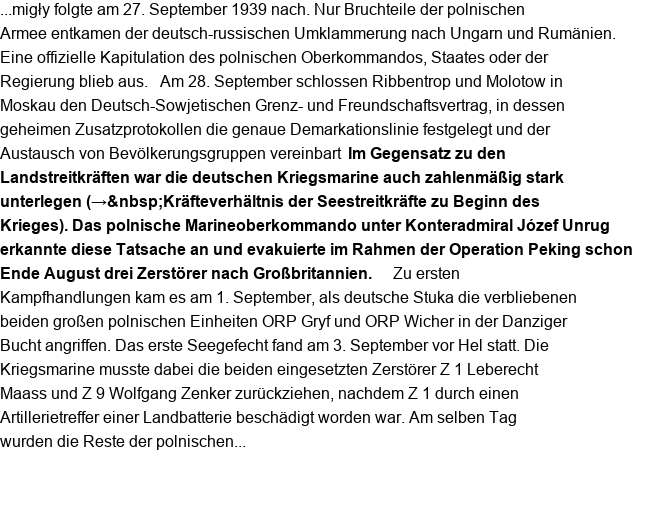 ...migły folgte am 27. September 1939 nach. Nur Bruchteile der polnischen
Armee entkamen der deutsch-russischen Umklammerung nach Ungarn und Rumänien.
Eine offizielle Kapitulation des polnischen Oberkommandos, Staates oder der
Regierung blieb aus. Am 28. September schlossen Ribbentrop und Molotow in
Moskau den Deutsch-Sowjetischen Grenz- und Freundschaftsvertrag, in dessen
geheimen Zusatzprotokollen die genaue Demarkationslinie festgelegt und der
Austausch von Bevölkerungsgruppen vereinbart Im Gegensatz zu den
Landstreitkräften war die deutschen Kriegsmarine auch zahlenmäßig stark
unterlegen (→&nbsp;Kräfteverhältnis der Seestreitkräfte zu Beginn des
Krieges). Das polnische Marineoberkommando unter Konteradmiral Józef Unrug
erkannte diese Tatsache an und evakuierte im Rahmen der Operation Peking schon
Ende August drei Zerstörer nach Großbritannien. Zu ersten
Kampfhandlungen kam es am 1. September, als deutsche Stuka die verbliebenen
beiden großen polnischen Einheiten ORP Gryf und ORP Wicher in der Danziger
Bucht angriffen. Das erste Seegefecht fand am 3. September vor Hel statt. Die
Kriegsmarine musste dabei die beiden eingesetzten Zerstörer Z 1 Leberecht
Maass und Z 9 Wolfgang Zenker zurückziehen, nachdem Z 1 durch einen
Artillerietreffer einer Landbatterie beschädigt worden war. Am selben Tag
wurden die Reste der polnischen...